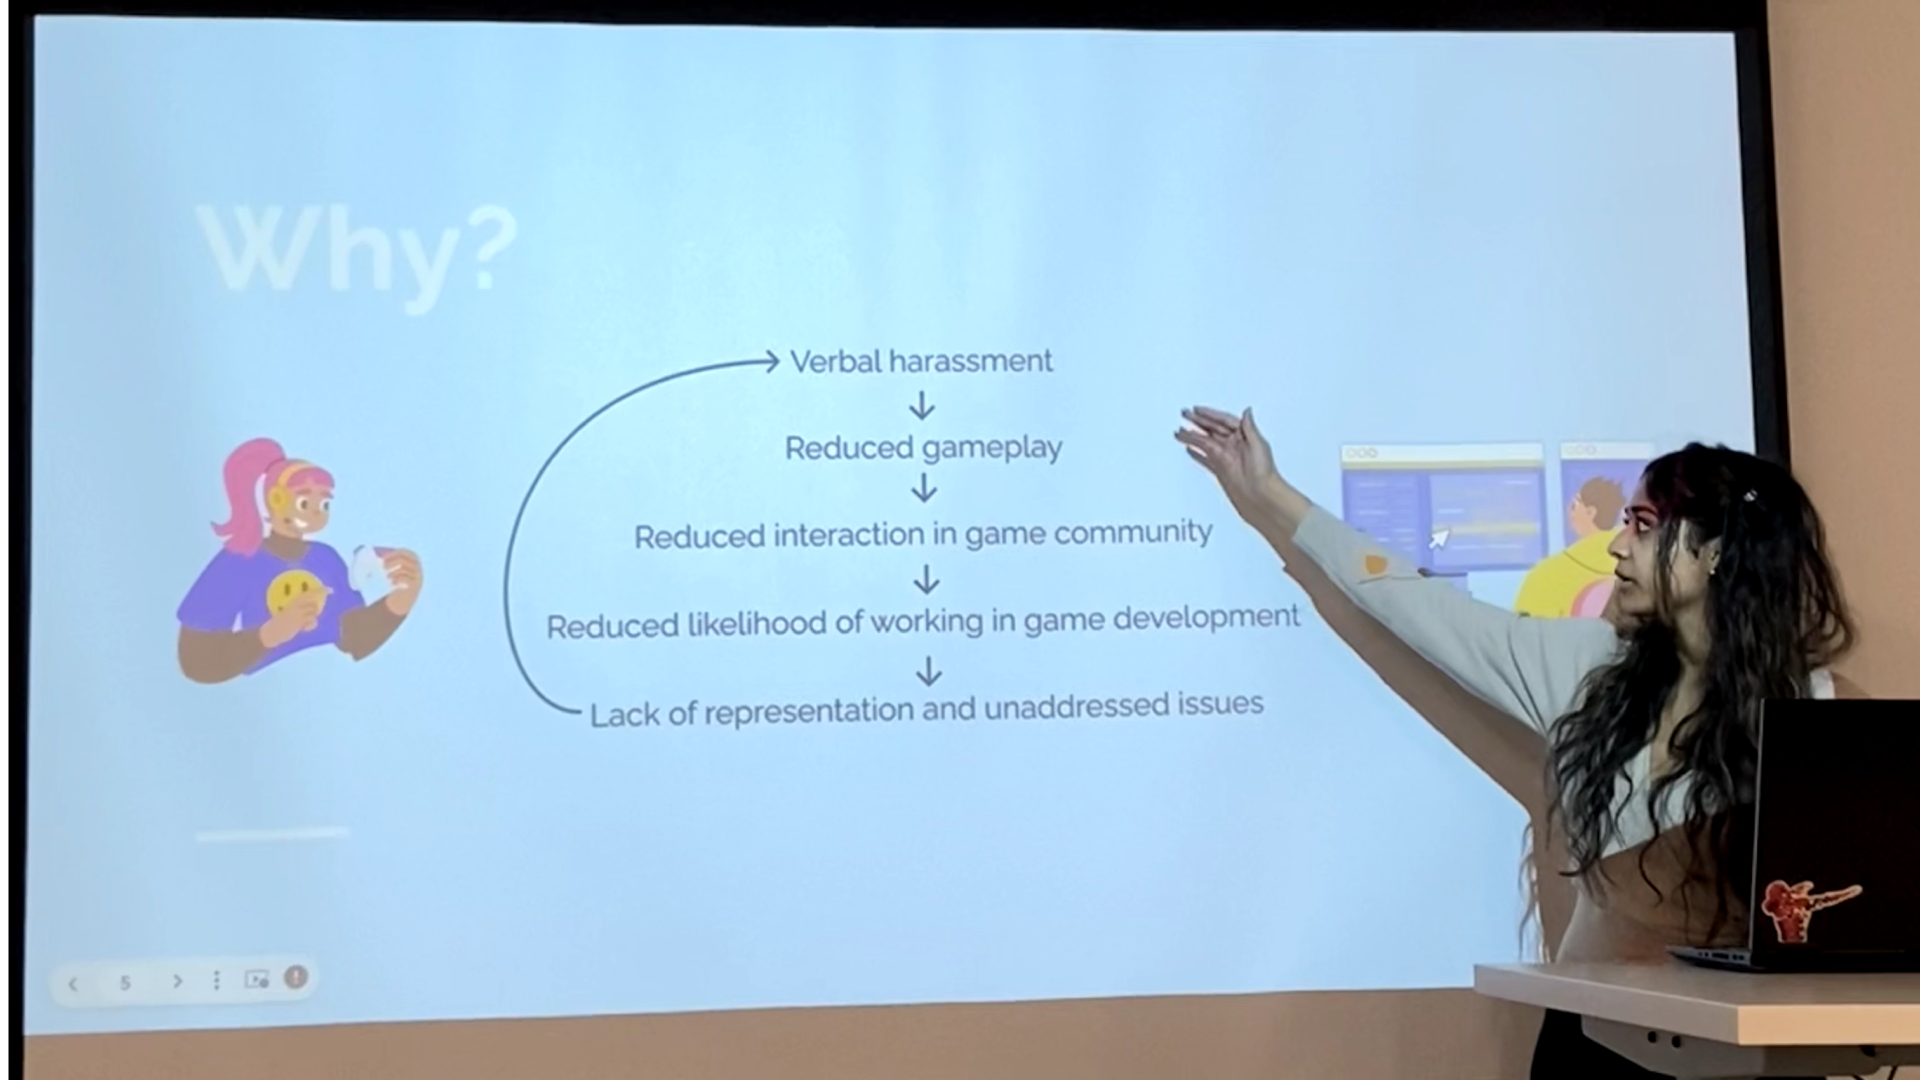 Why?
Verbal harassment
Reduced gameplay
Reduced interaction in game community
Reduced likelihood of working in game development
Lack of representation and unaddressed issues
5